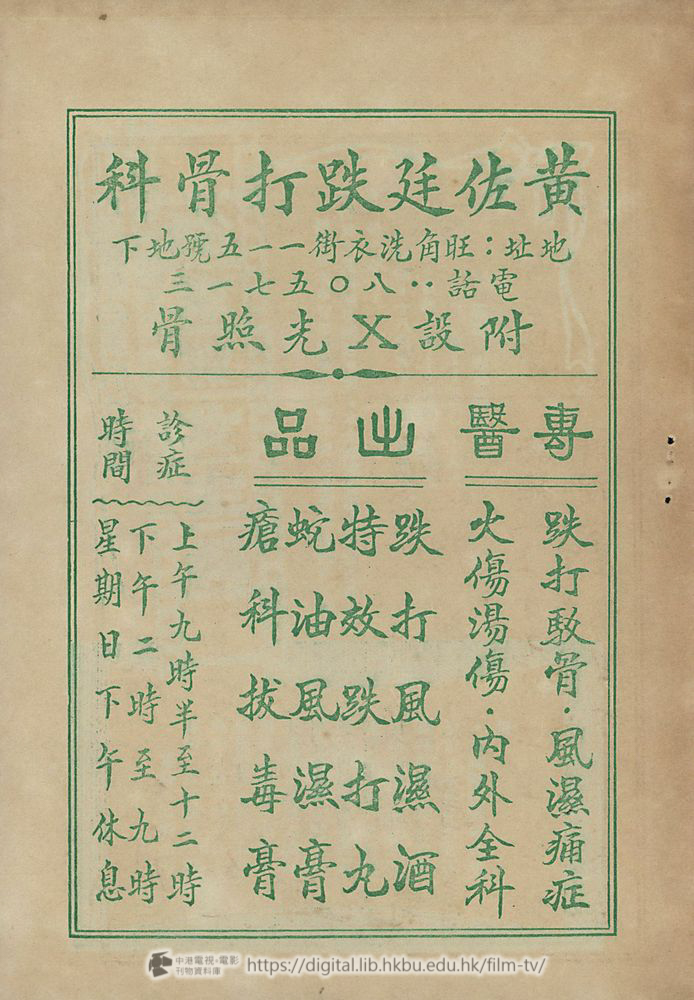 黄佐廷跌打骨科
地址：旺角洗衣街一一五號地下
電話：八〇五七一三
附設X光照骨
專醫
跌打駁骨·風濕痛症
火傷湯傷·内外全科
出品
跌打風濕酒
特效跌打丸
蛇油風濕膏
瘡科拔毒膏
診症
時間
上午九時半至十二時
下午二時至九時
星期日下午休息
中港電視·電影
刊物資料庫
https://digital.lib.hkbu.edu.hk/film-tv/